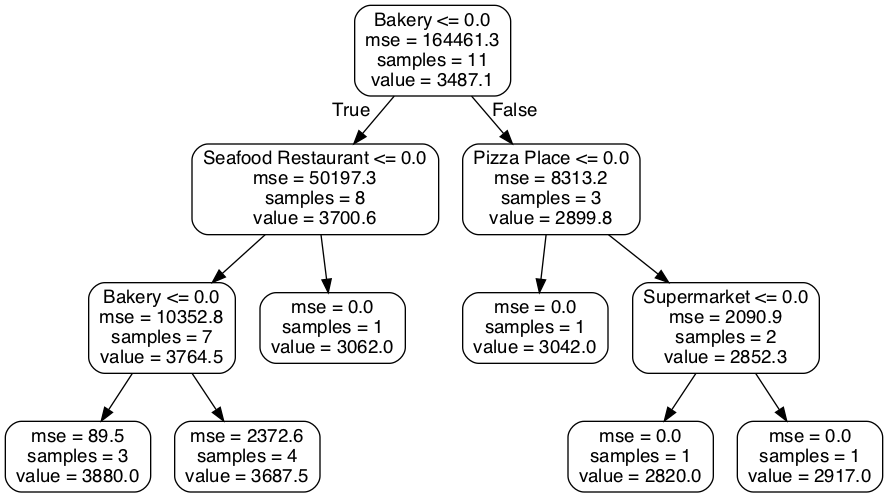 Bakery <= 0.0
mse = 164461.3
samples = 11
value = 3487.1
True
False
Seafood Restaurant <= 0.0
mse = 50197.3
samples = 8
value = 3700.6
Pizza Place <= 0.0
mse = 8313.2
samples = 3
value = 2899.8
Bakery <= 0.0
mse = 10352.8
samples = 7
value = 3764.5
mse = 0.0
samples = 1
value = 3062.0
mse = 0.0
samples = 1
value = 3042.0
Supermarket <= 0.0
mse = 2090.9
samples = 2
value = 2852.3
mse = 89.5
samples = 3
value = 3880.0
mse = 2372.6
samples = 4
value = 3687.5
mse = 0.0
samples = 1
value = 2820.0
mse = 0.0
samples = 1
value = 2917.0